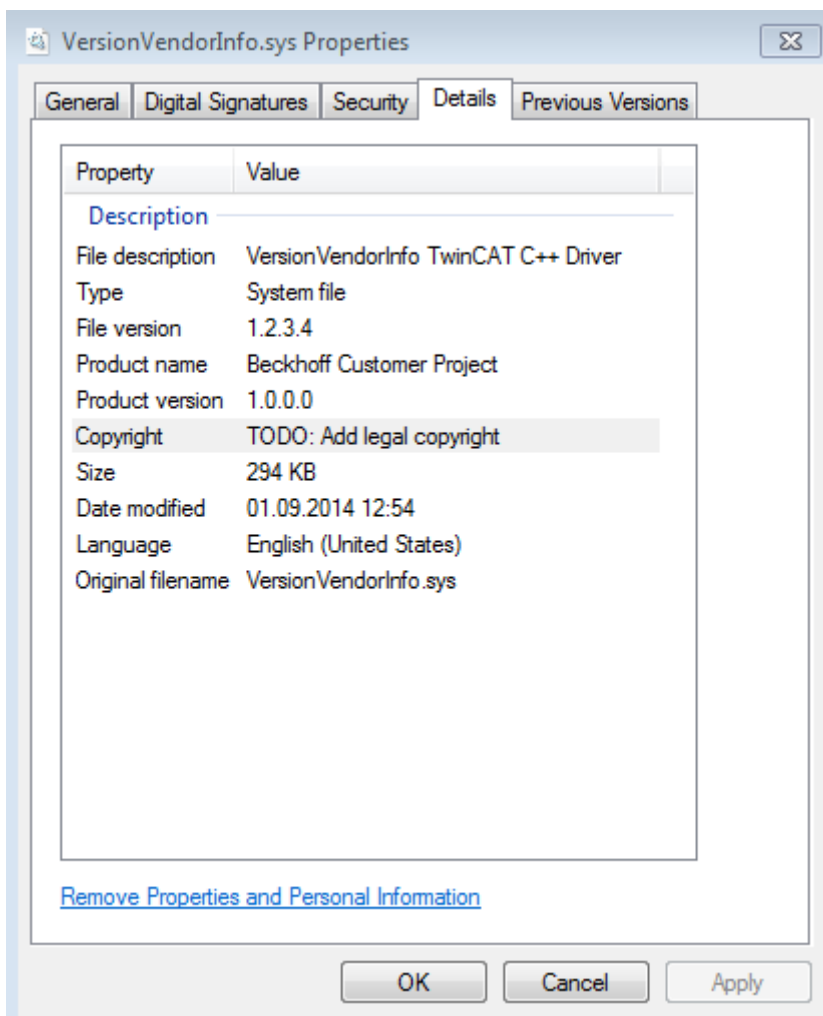 VersionVendorInfo.sys Properties
General Digital Signatures Security Details Previous Versions
Property Value
Description
File description VersionVendorInfo TwinCAT C++ Driver
Type System file
File version 1.2.3.4
Product name Beckhoff Customer Project
Product version 1.0.0.0
Copyright TODO: Add legal copyright
Size 294 KB
Date modified 01.09.2014 12:54
Language English (United States)
Original filename VersionVendorInfo.sys
Remove Properties and Personal Information
OK Cancel Apply